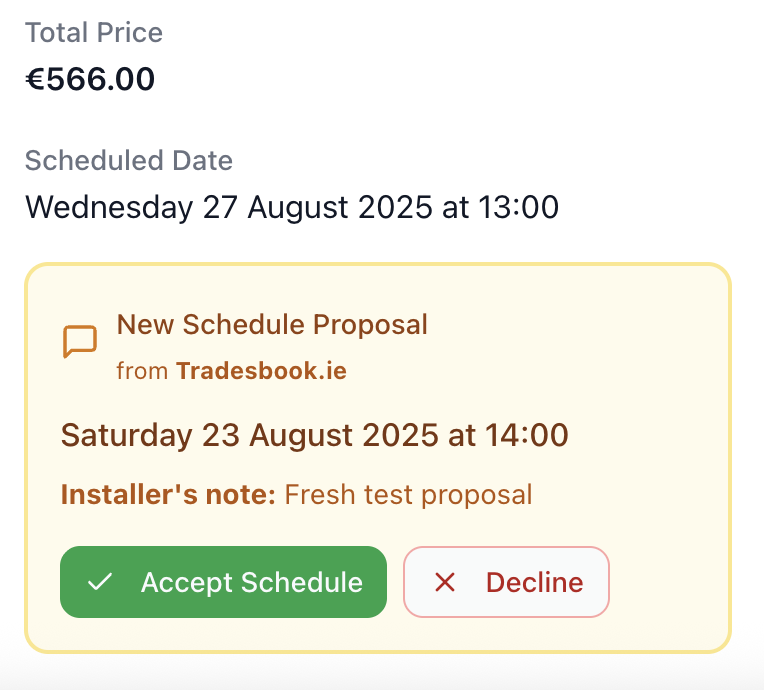 Total Price
€566.00
Scheduled Date
Wednesday 27 August 2025 at 13:00
New Schedule Proposal
from Tradesbook.ie
Saturday 23 August 2025 at 14:00
Installer's note: Fresh test proposal
Accept Schedule
Decline